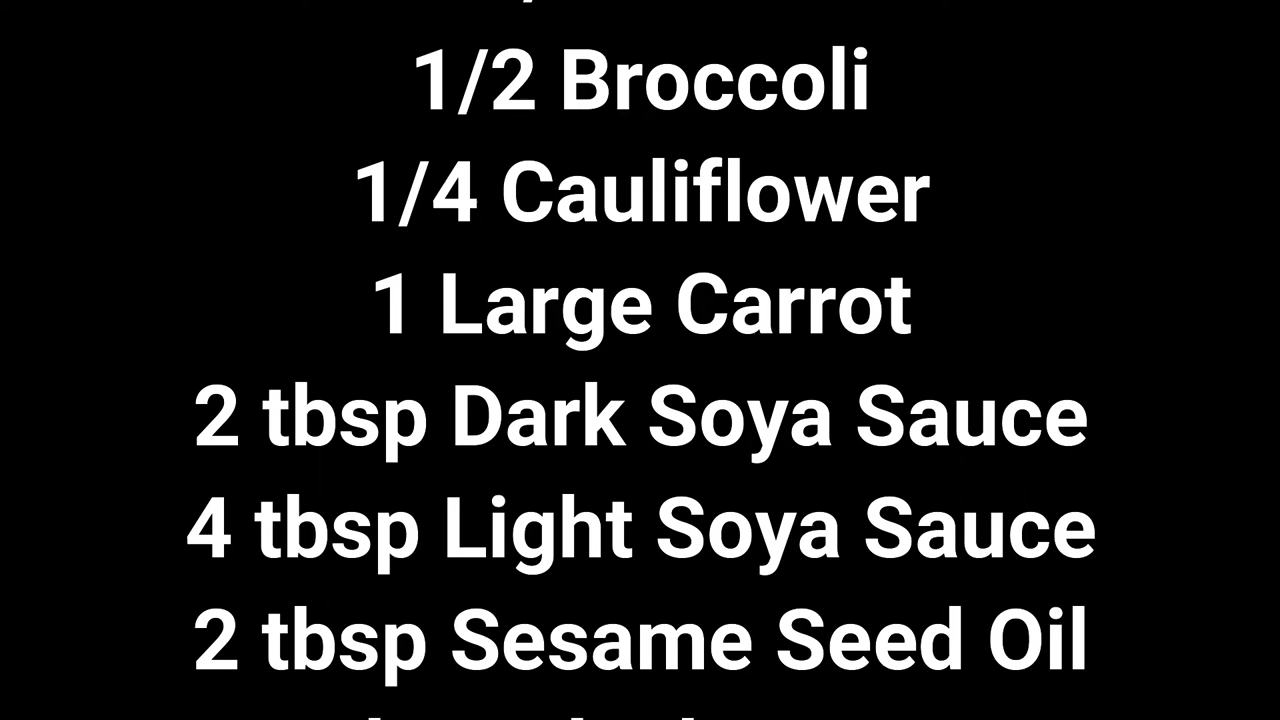 1/2 Broccoli
1/4 Cauliflower
1 Large Carrot
2 tbsp Dark Soya Sauce
4 tbsp Light Soya Sauce
2 tbsp Sesame Seed Oil